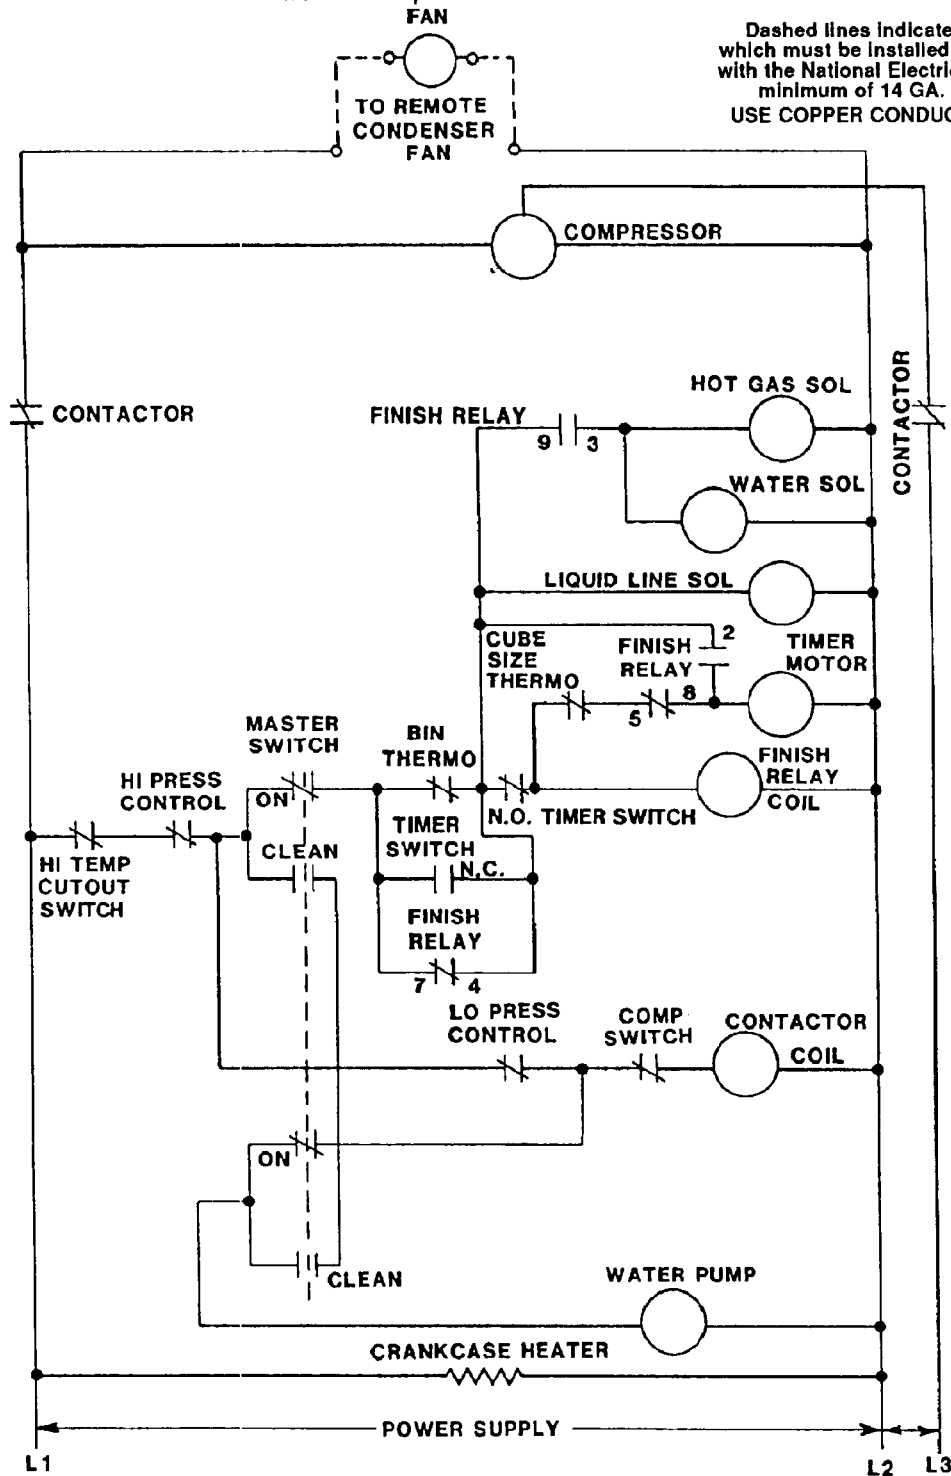 FAN
Dashed lines indicate
which must be installed
with the National Electri
minimum of 14 GA.
USE COPPER CONDUC
TO REMOTE
CONDENSER
FAN
COMPRESSOR
CONTACTOR
CONTACTOR
HOT GAS SOL
FINISH RELAY
9
3
WATER SOL
LIQUID LINE SOL
2
CUBE
SIZE
THERMO
FINISH
RELAY
TIMER
MOTOR
5
8
MASTER
SWITCH
BIN
THERMO
FINISH
RELAY
COIL
HI PRESS
CONTROL
ON
N.O. TIMER SWITCH
TIMER
SWITCH
N.C.
CLEAN
HI TEMP
CUTOUT
SWITCH
FINISH
RELAY
7
4
LO PRESS
CONTROL
COMP
SWITCH
CONTACTOR
COIL
ON
CLEAN
WATER PUMP
CRANKCASE HEATER
POWER SUPPLY
L1
L2
L3